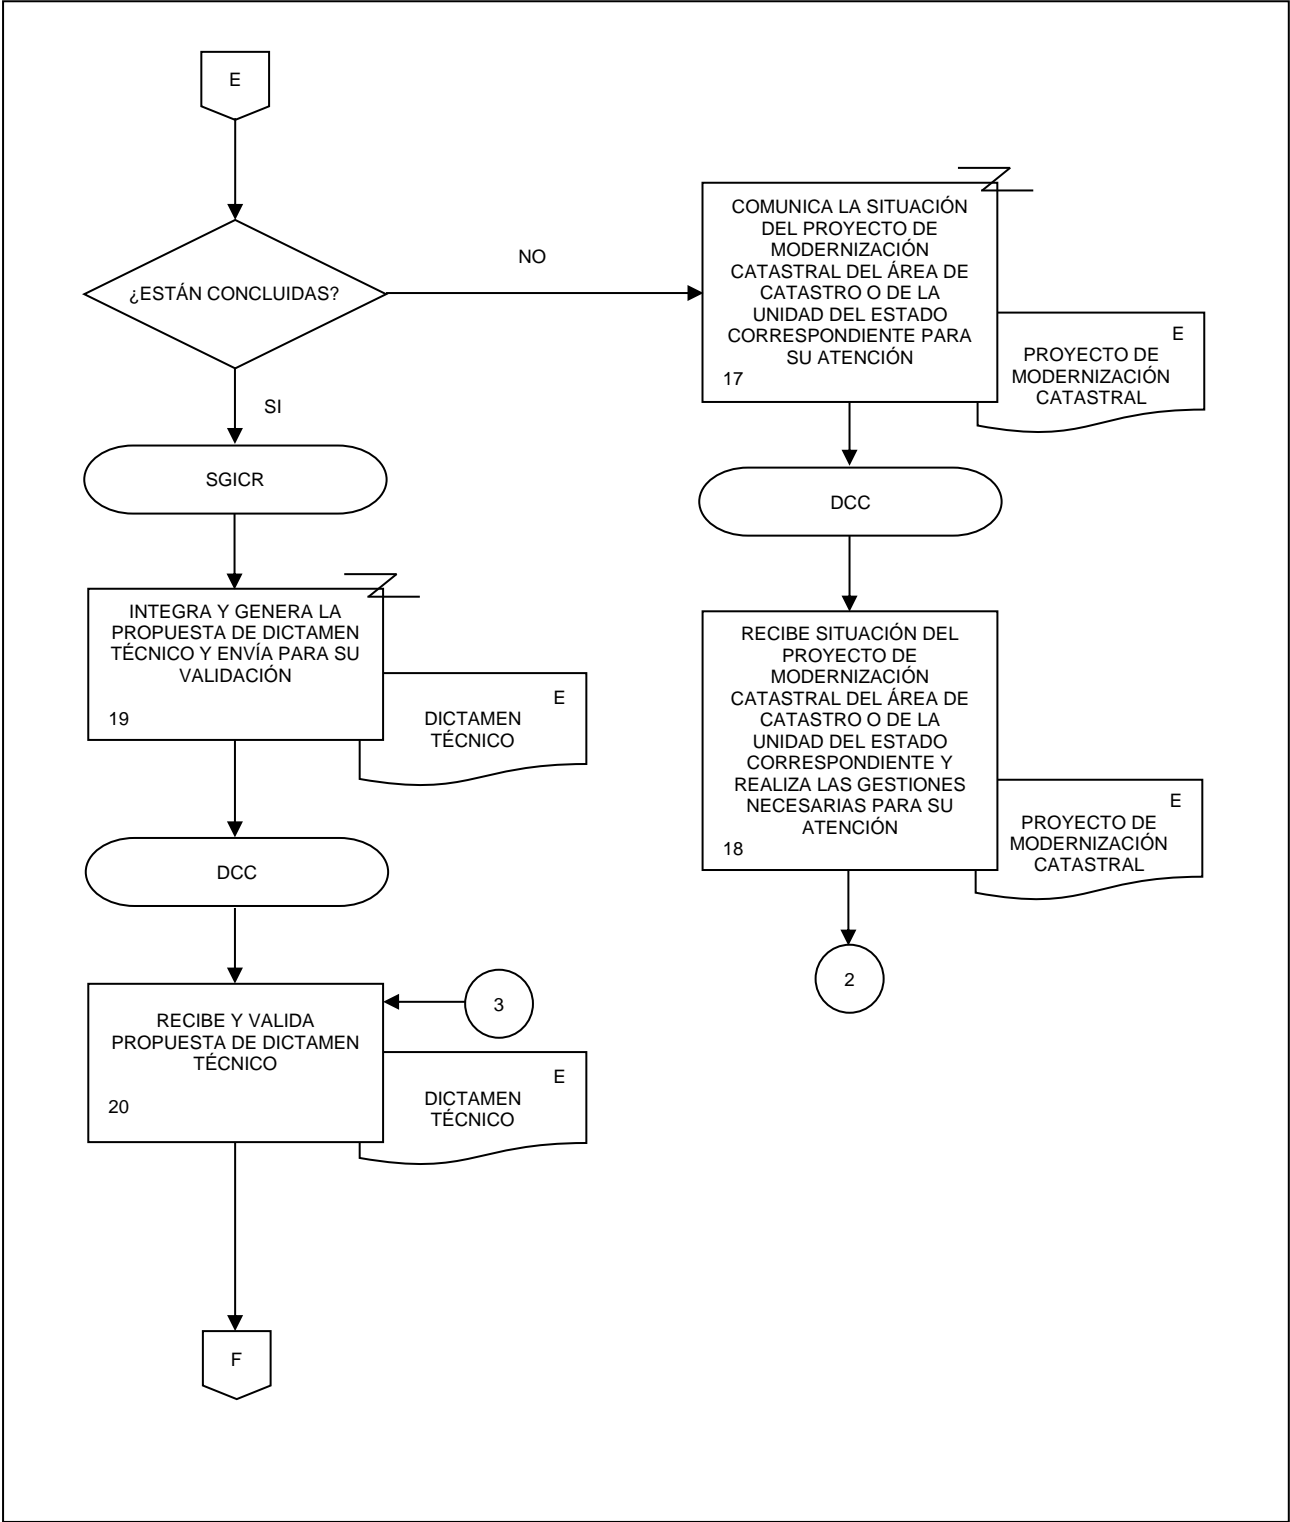 E
¿ESTÁN CONCLUIDAS?
NO
SI
SGICR
INTEGRA Y GENERA LA
PROPUESTA DE DICTAMEN
TÉCNICO Y ENVÍA PARA SU
VALIDACIÓN
19
E
DICTAMEN
TÉCNICO
DCC
RECIBE Y VALIDA
PROPUESTA DE DICTAMEN
TÉCNICO
20
3
E
DICTAMEN
TÉCNICO
F
COMUNICA LA SITUACIÓN
DEL PROYECTO DE
MODERNIZACIÓN
CATASTRAL DEL ÁREA DE
CATASTRO O DE LA
UNIDAD DEL ESTADO
CORRESPONDIENTE PARA
SU ATENCIÓN
17
E
PROYECTO DE
MODERNIZACIÓN
CATASTRAL
DCC
RECIBE SITUACIÓN DEL
PROYECTO DE
MODERNIZACIÓN
CATASTRAL DEL ÁREA DE
CATASTRO O DE LA
UNIDAD DEL ESTADO
CORRESPONDIENTE Y
REALIZA LAS GESTIONES
NECESARIAS PARA SU
ATENCIÓN
18
E
PROYECTO DE
MODERNIZACIÓN
CATASTRAL
2